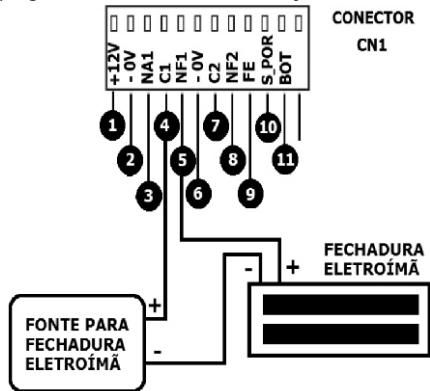 CONECTOR
CN1
+12V
- 0V
NA1
C1
NF1
- 0V
C2
NF2
FE
S_POR
BOT
1
2
3
4
5
6
7
8
9
10
11
FECHADURA
ELETROÍMÃ
- +
+
-
FONTE PARA
FECHADURA
ELETROÍMÃ